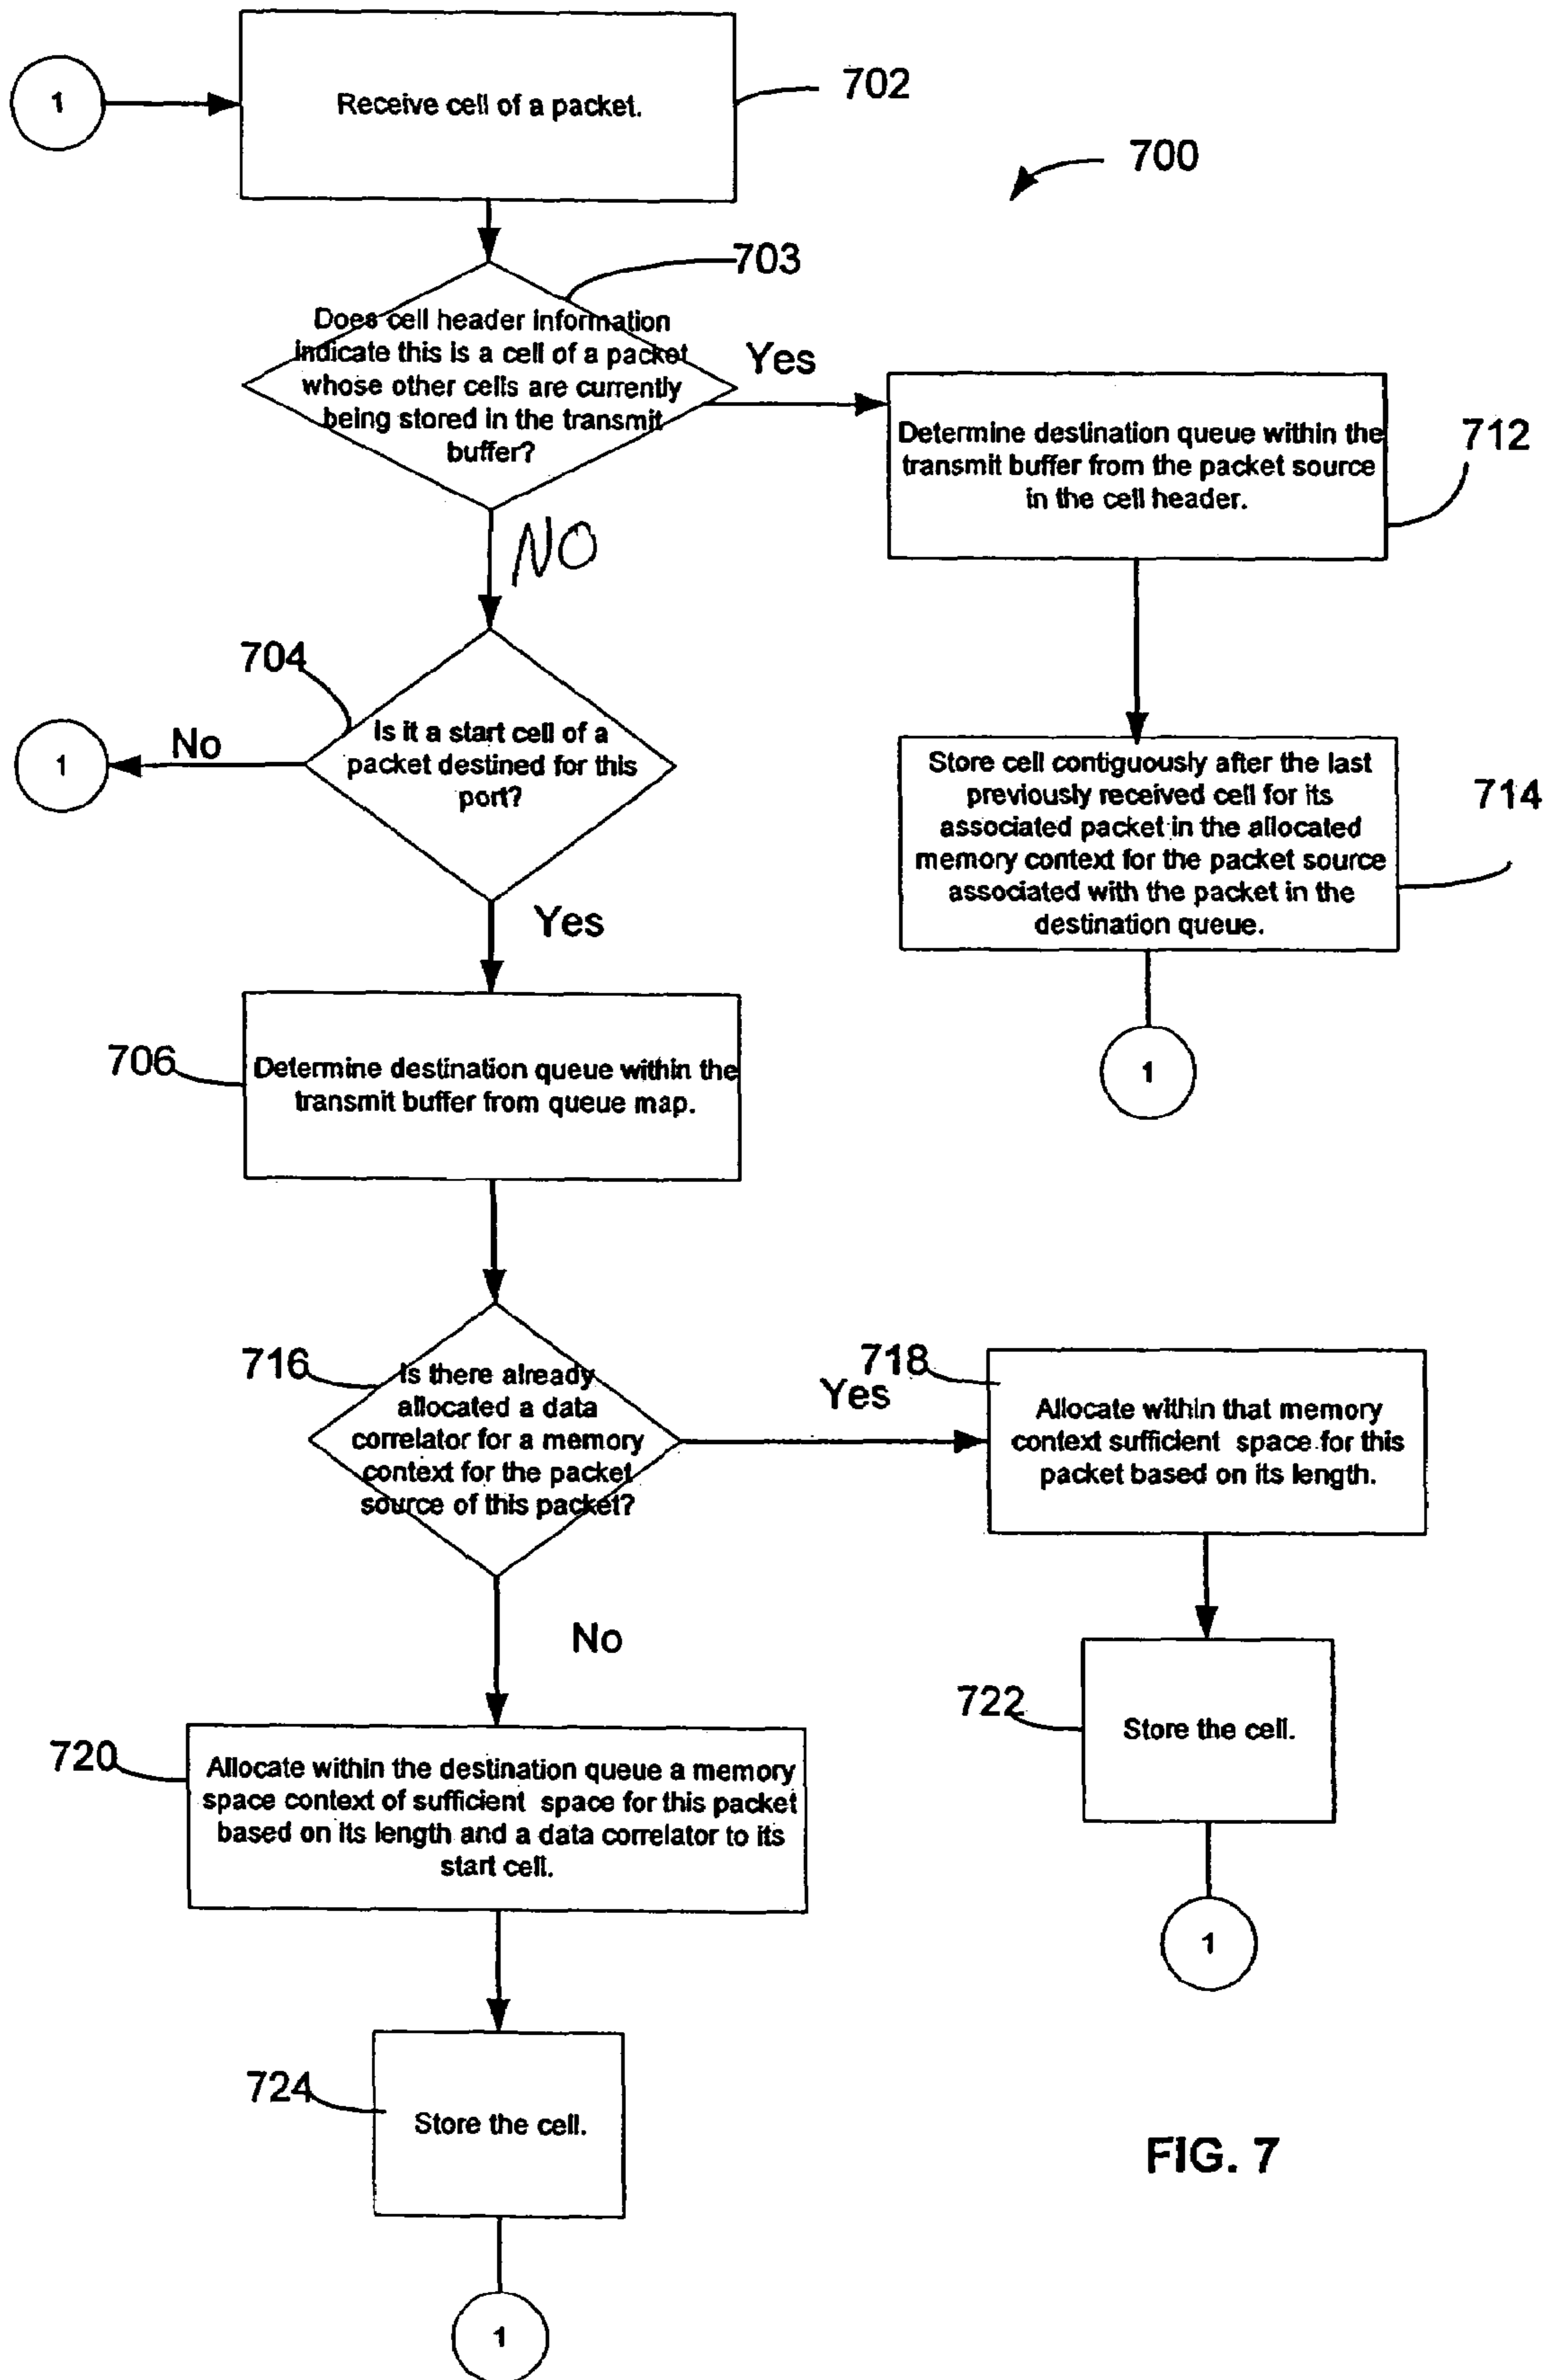 1
Receive cell of a packet.
702
700
703
Does cell header information
indicate this is a cell of a packet
whose other cells are currently
being stored in the transmit
buffer?
Yes
Determine destination queue within the
transmit buffer from the packet source
in the cell header.
712
NO
704
Is it a start cell of a
packet destined for this
port?
No
1
Store cell contiguously after the last
previously received cell for its
associated packet in the allocated
memory context for the packet source
associated with the packet in the
destination queue.
714
Yes
1
706
Determine destination queue within the
transmit buffer from queue map.
716
Is there already
allocated a data
correlator for a memory
context for the packet
source of this packet?
Yes
718
Allocate within that memory
context sufficient space for this
packet based on its length.
No
722
Store the cell.
720
Allocate within the destination queue a memory
space context of sufficient space for this packet
based on its length and a data correlator to its
start cell.
1
724
Store the cell.
FIG. 7
1